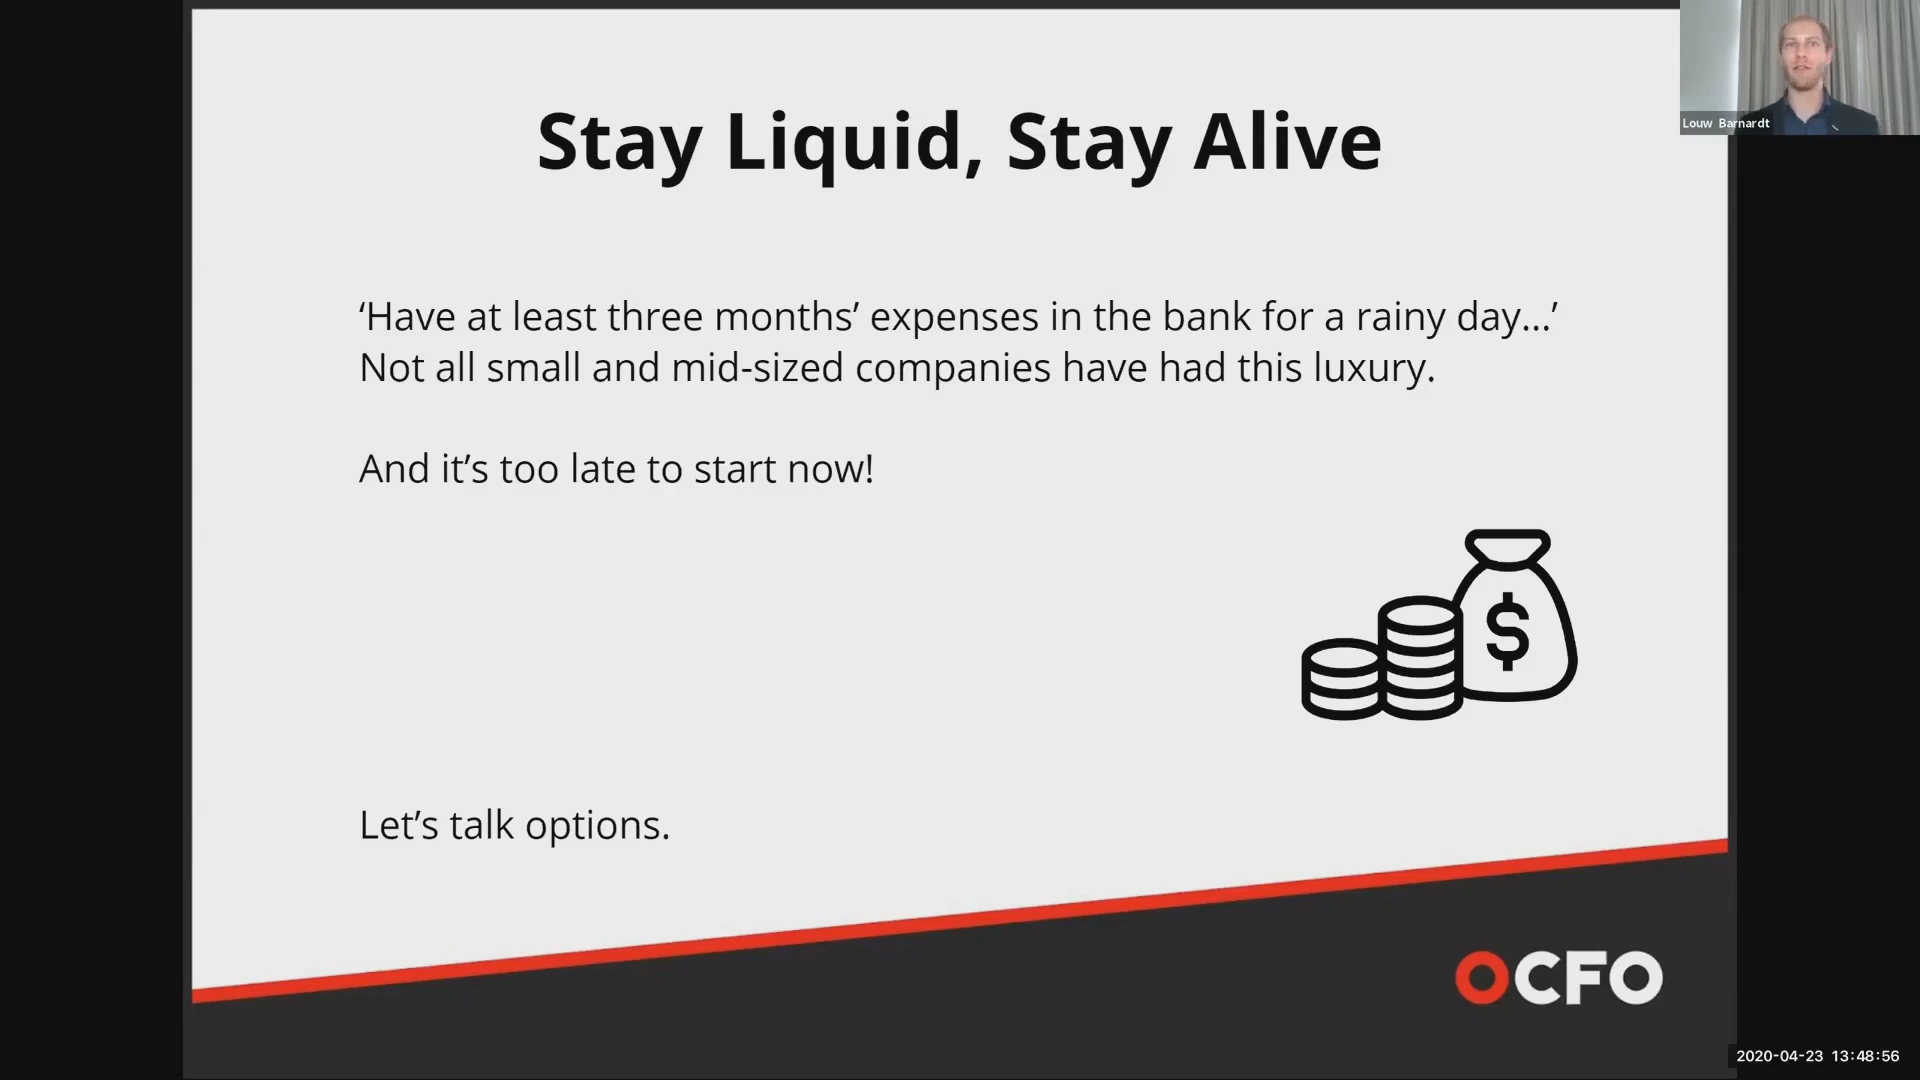 Stay Liquid, Stay Alive
Louw Barnardt
‘Have at least three months’ expenses in the bank for a rainy day...’
Not all small and mid-sized companies have had this luxury.
And it’s too late to start now!
$
Let’s talk options.
OCFO
2020-04-23 13:48:56